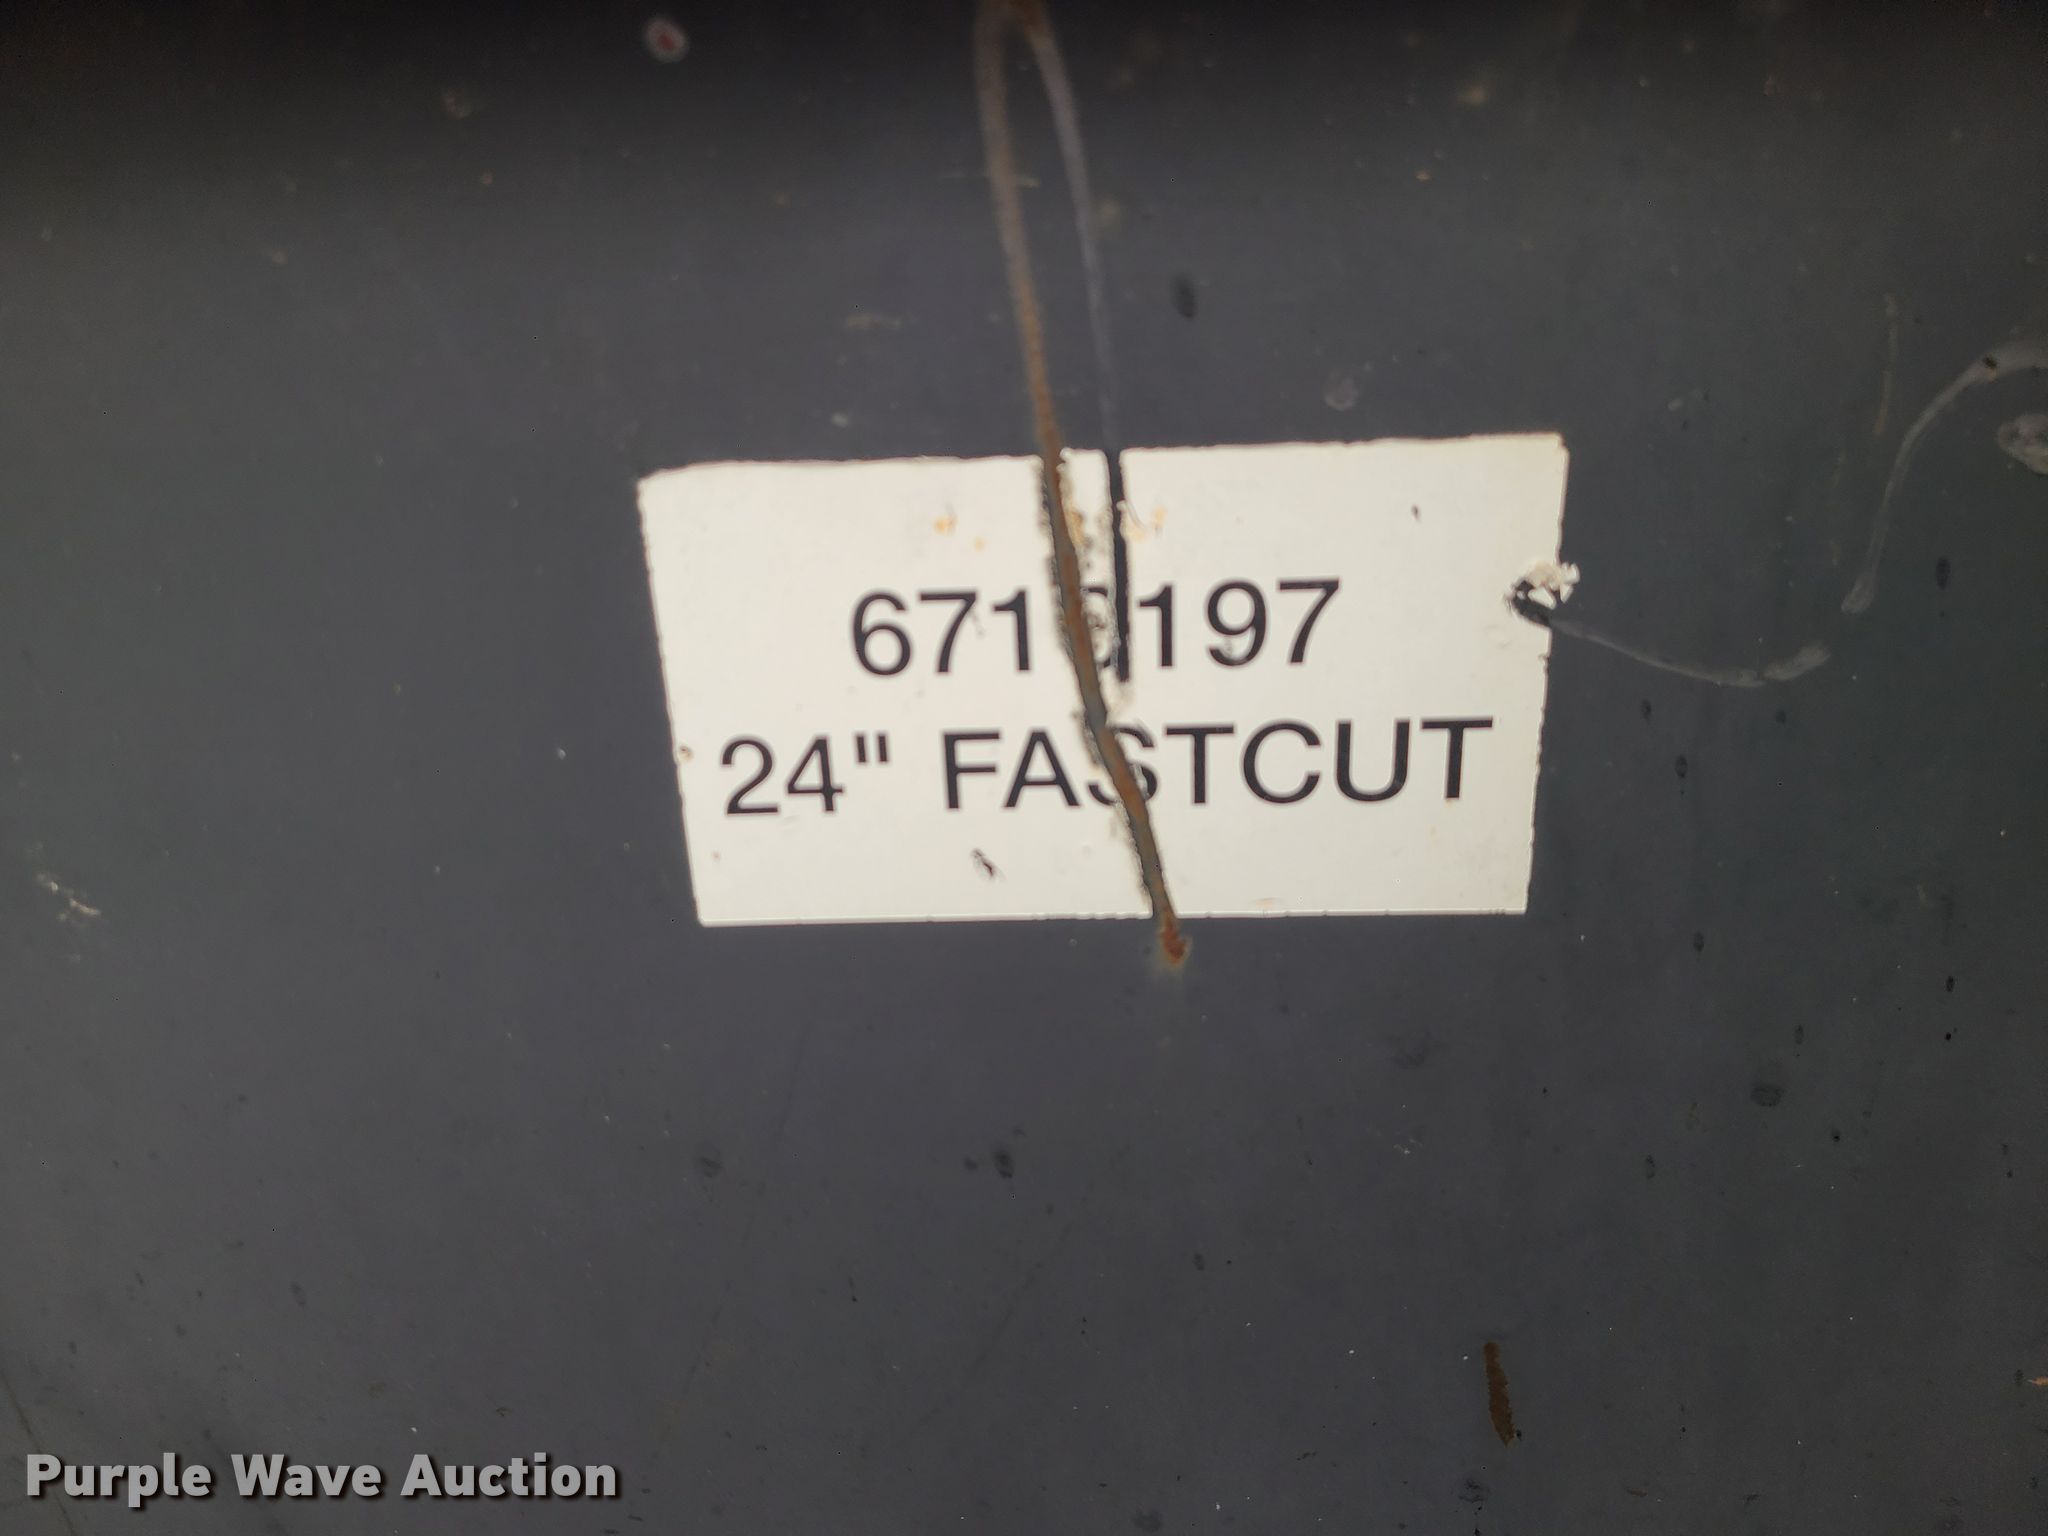 24" FASTCUT
Purple Wave Auction